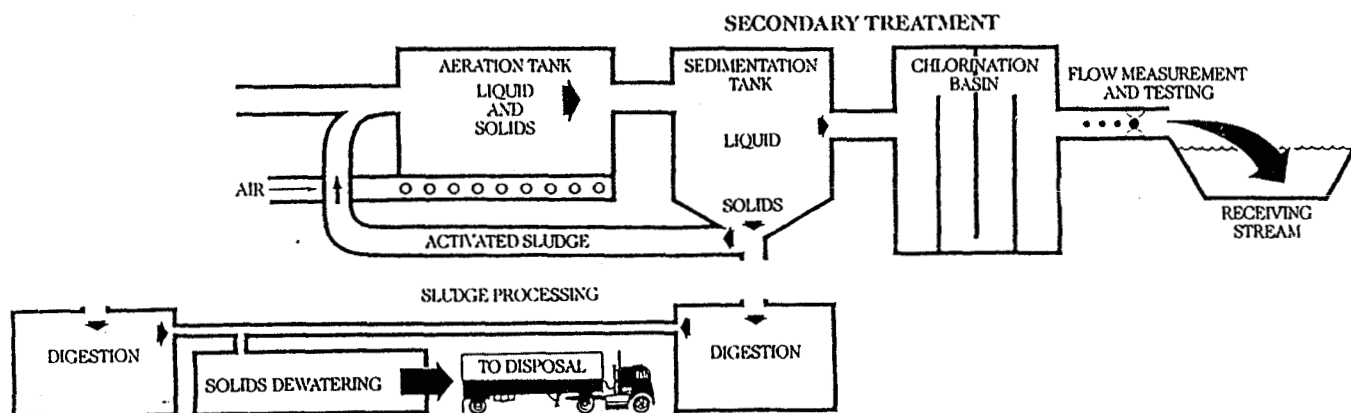 SECONDARY TREATMENT
AERATION TANK
LIQUID
AND
SOLIDS
SEDIMENTATION
TANK
LIQUID
SOLIDS
CHLORINATION
BASIN
FLOW MEASUREMENT
AND TESTING
AIR
ACTIVATED SLUDGE
RECEIVING
STREAM
SLUDGE PROCESSING
DIGESTION
SOLIDS DEWATERING
TO DISPOSAL
DIGESTION